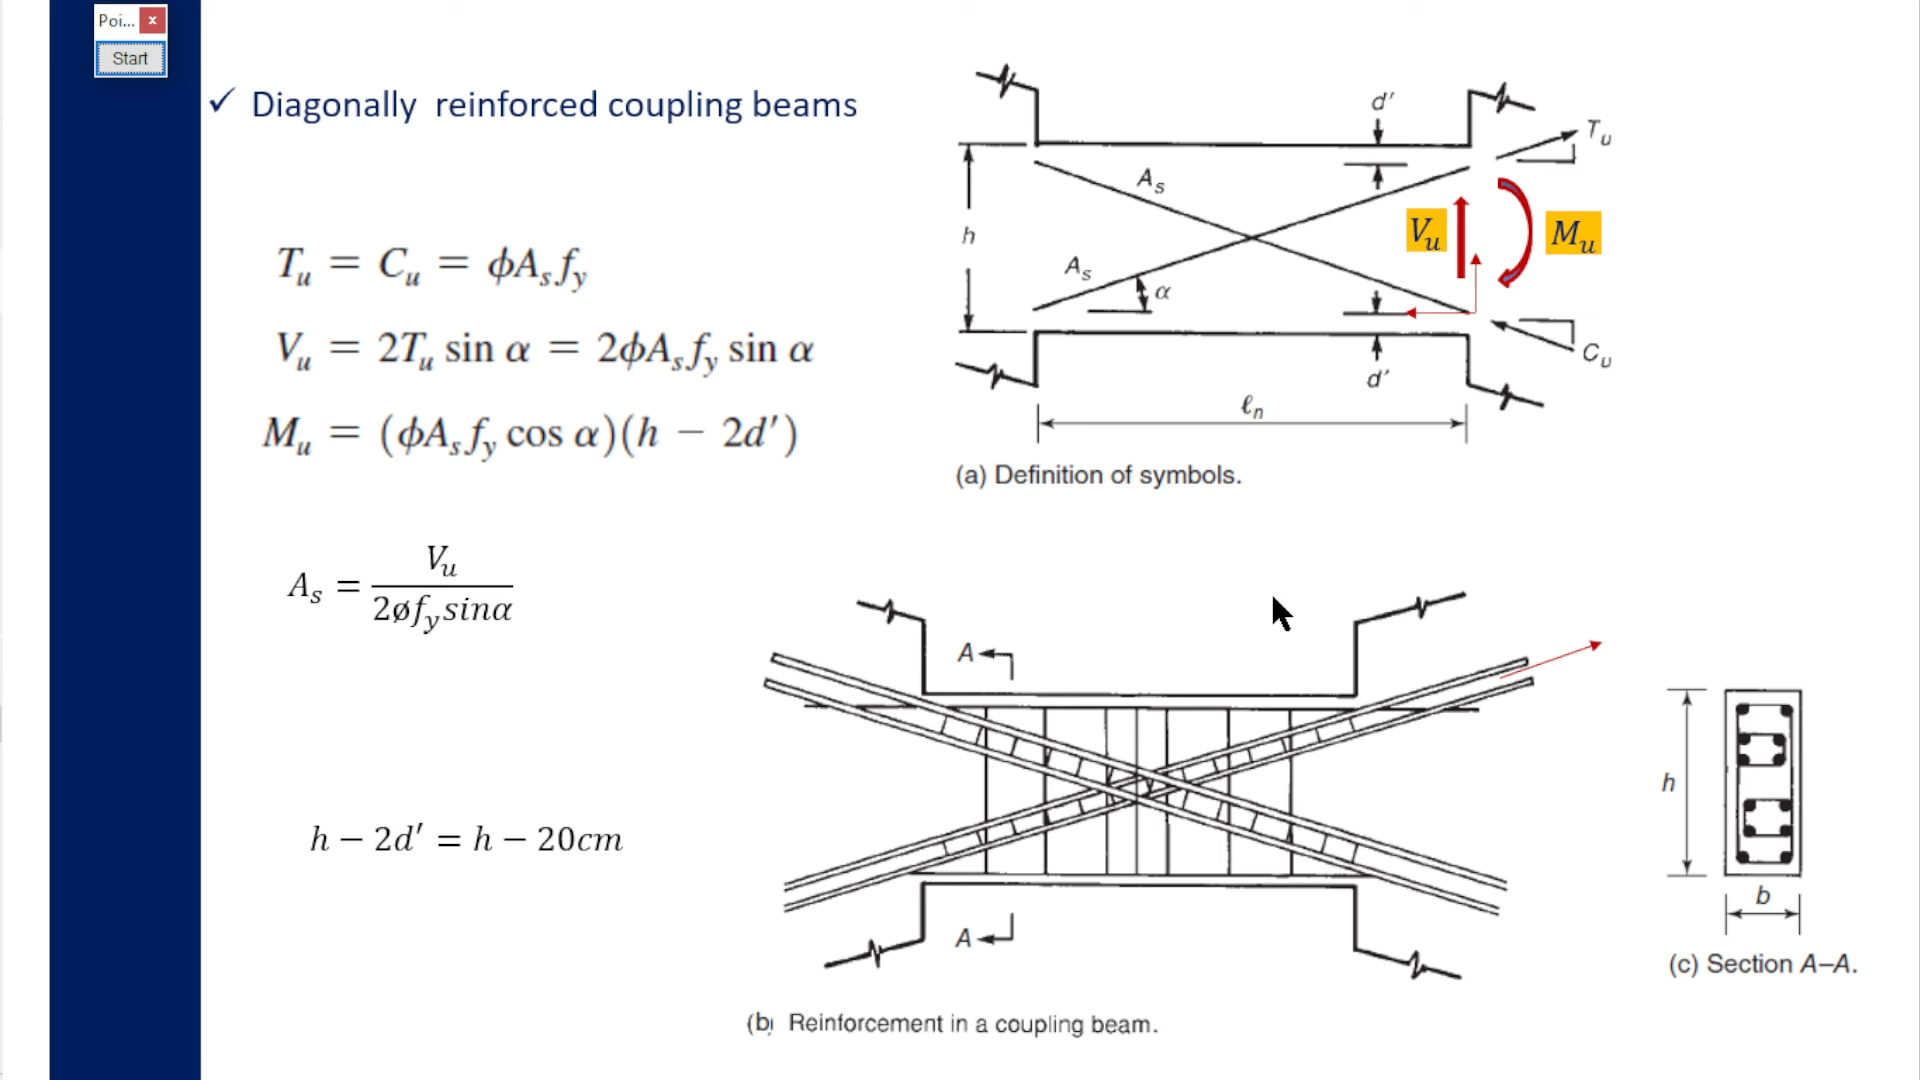 Poi...
x
Start
✓ Diagonally reinforced coupling beams
T_u = C_u = ϕA_s f_y
V_u = 2T_u sin α = 2ϕA_s f_y sin α
M_u = (ϕA_s f_y cos α)(h − 2d′)
A_s = V_u / 2øf_y sinα
h − 2d′ = h − 20cm
d′
T_u
A_s
h
V_u
M_u
A_s
α
C_u
d′
ℓ_n
(a) Definition of symbols.
A
A
(b) Reinforcement in a coupling beam.
h
b
(c) Section A–A.